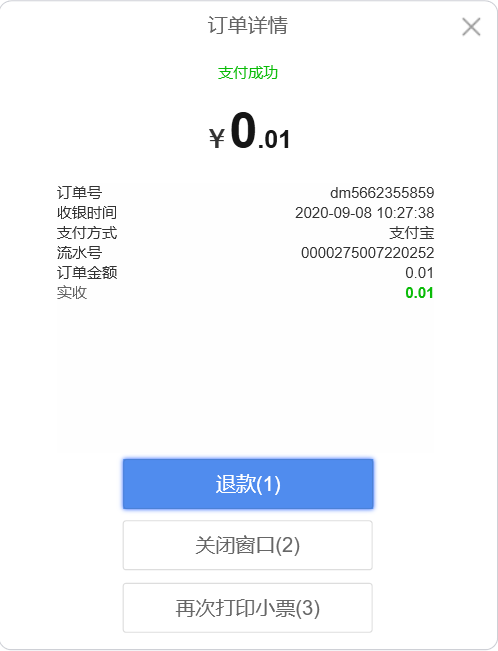 订单详情
支付成功
￥0.01
订单号 dm5662355859
收银时间 2020-09-08 10:27:38
支付方式 支付宝
流水号 0000275007220252
订单金额 0.01
实收 0.01
退款(1)
关闭窗口(2)
再次打印小票(3)